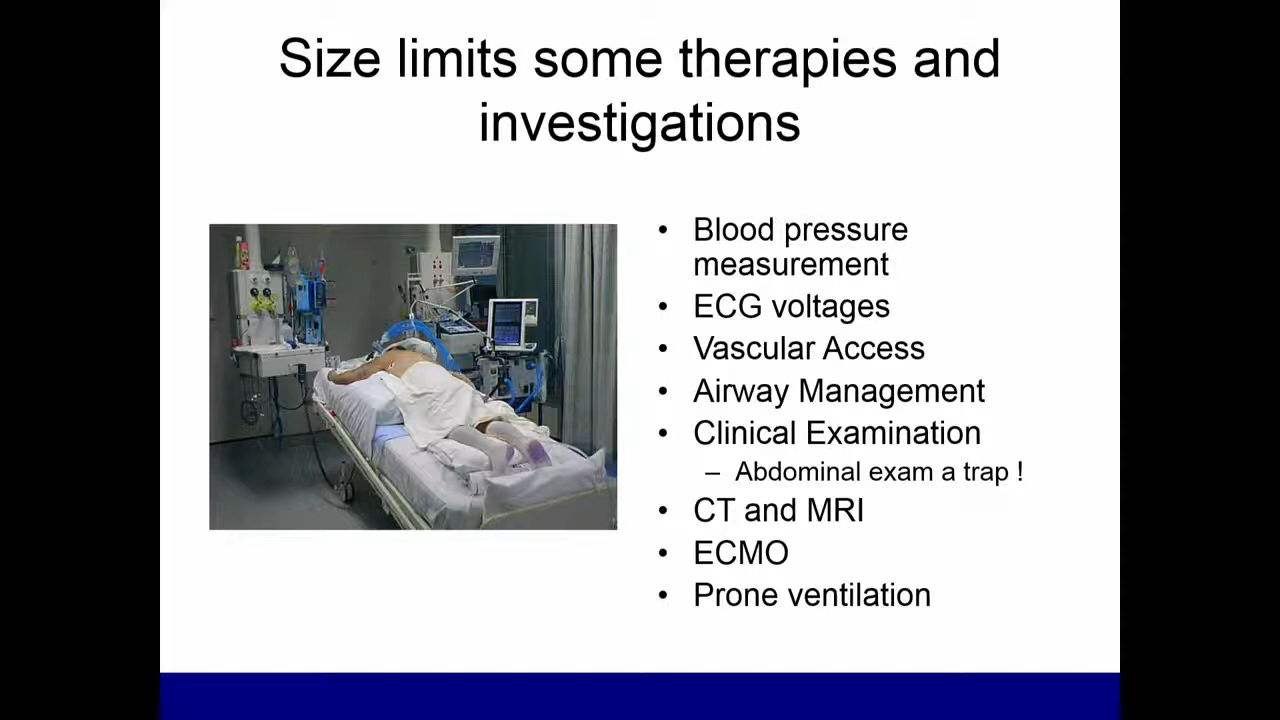 Size limits some therapies and
investigations
• Blood pressure
measurement
• ECG voltages
• Vascular Access
• Airway Management
• Clinical Examination
– Abdominal exam a trap !
• CT and MRI
• ECMO
• Prone ventilation